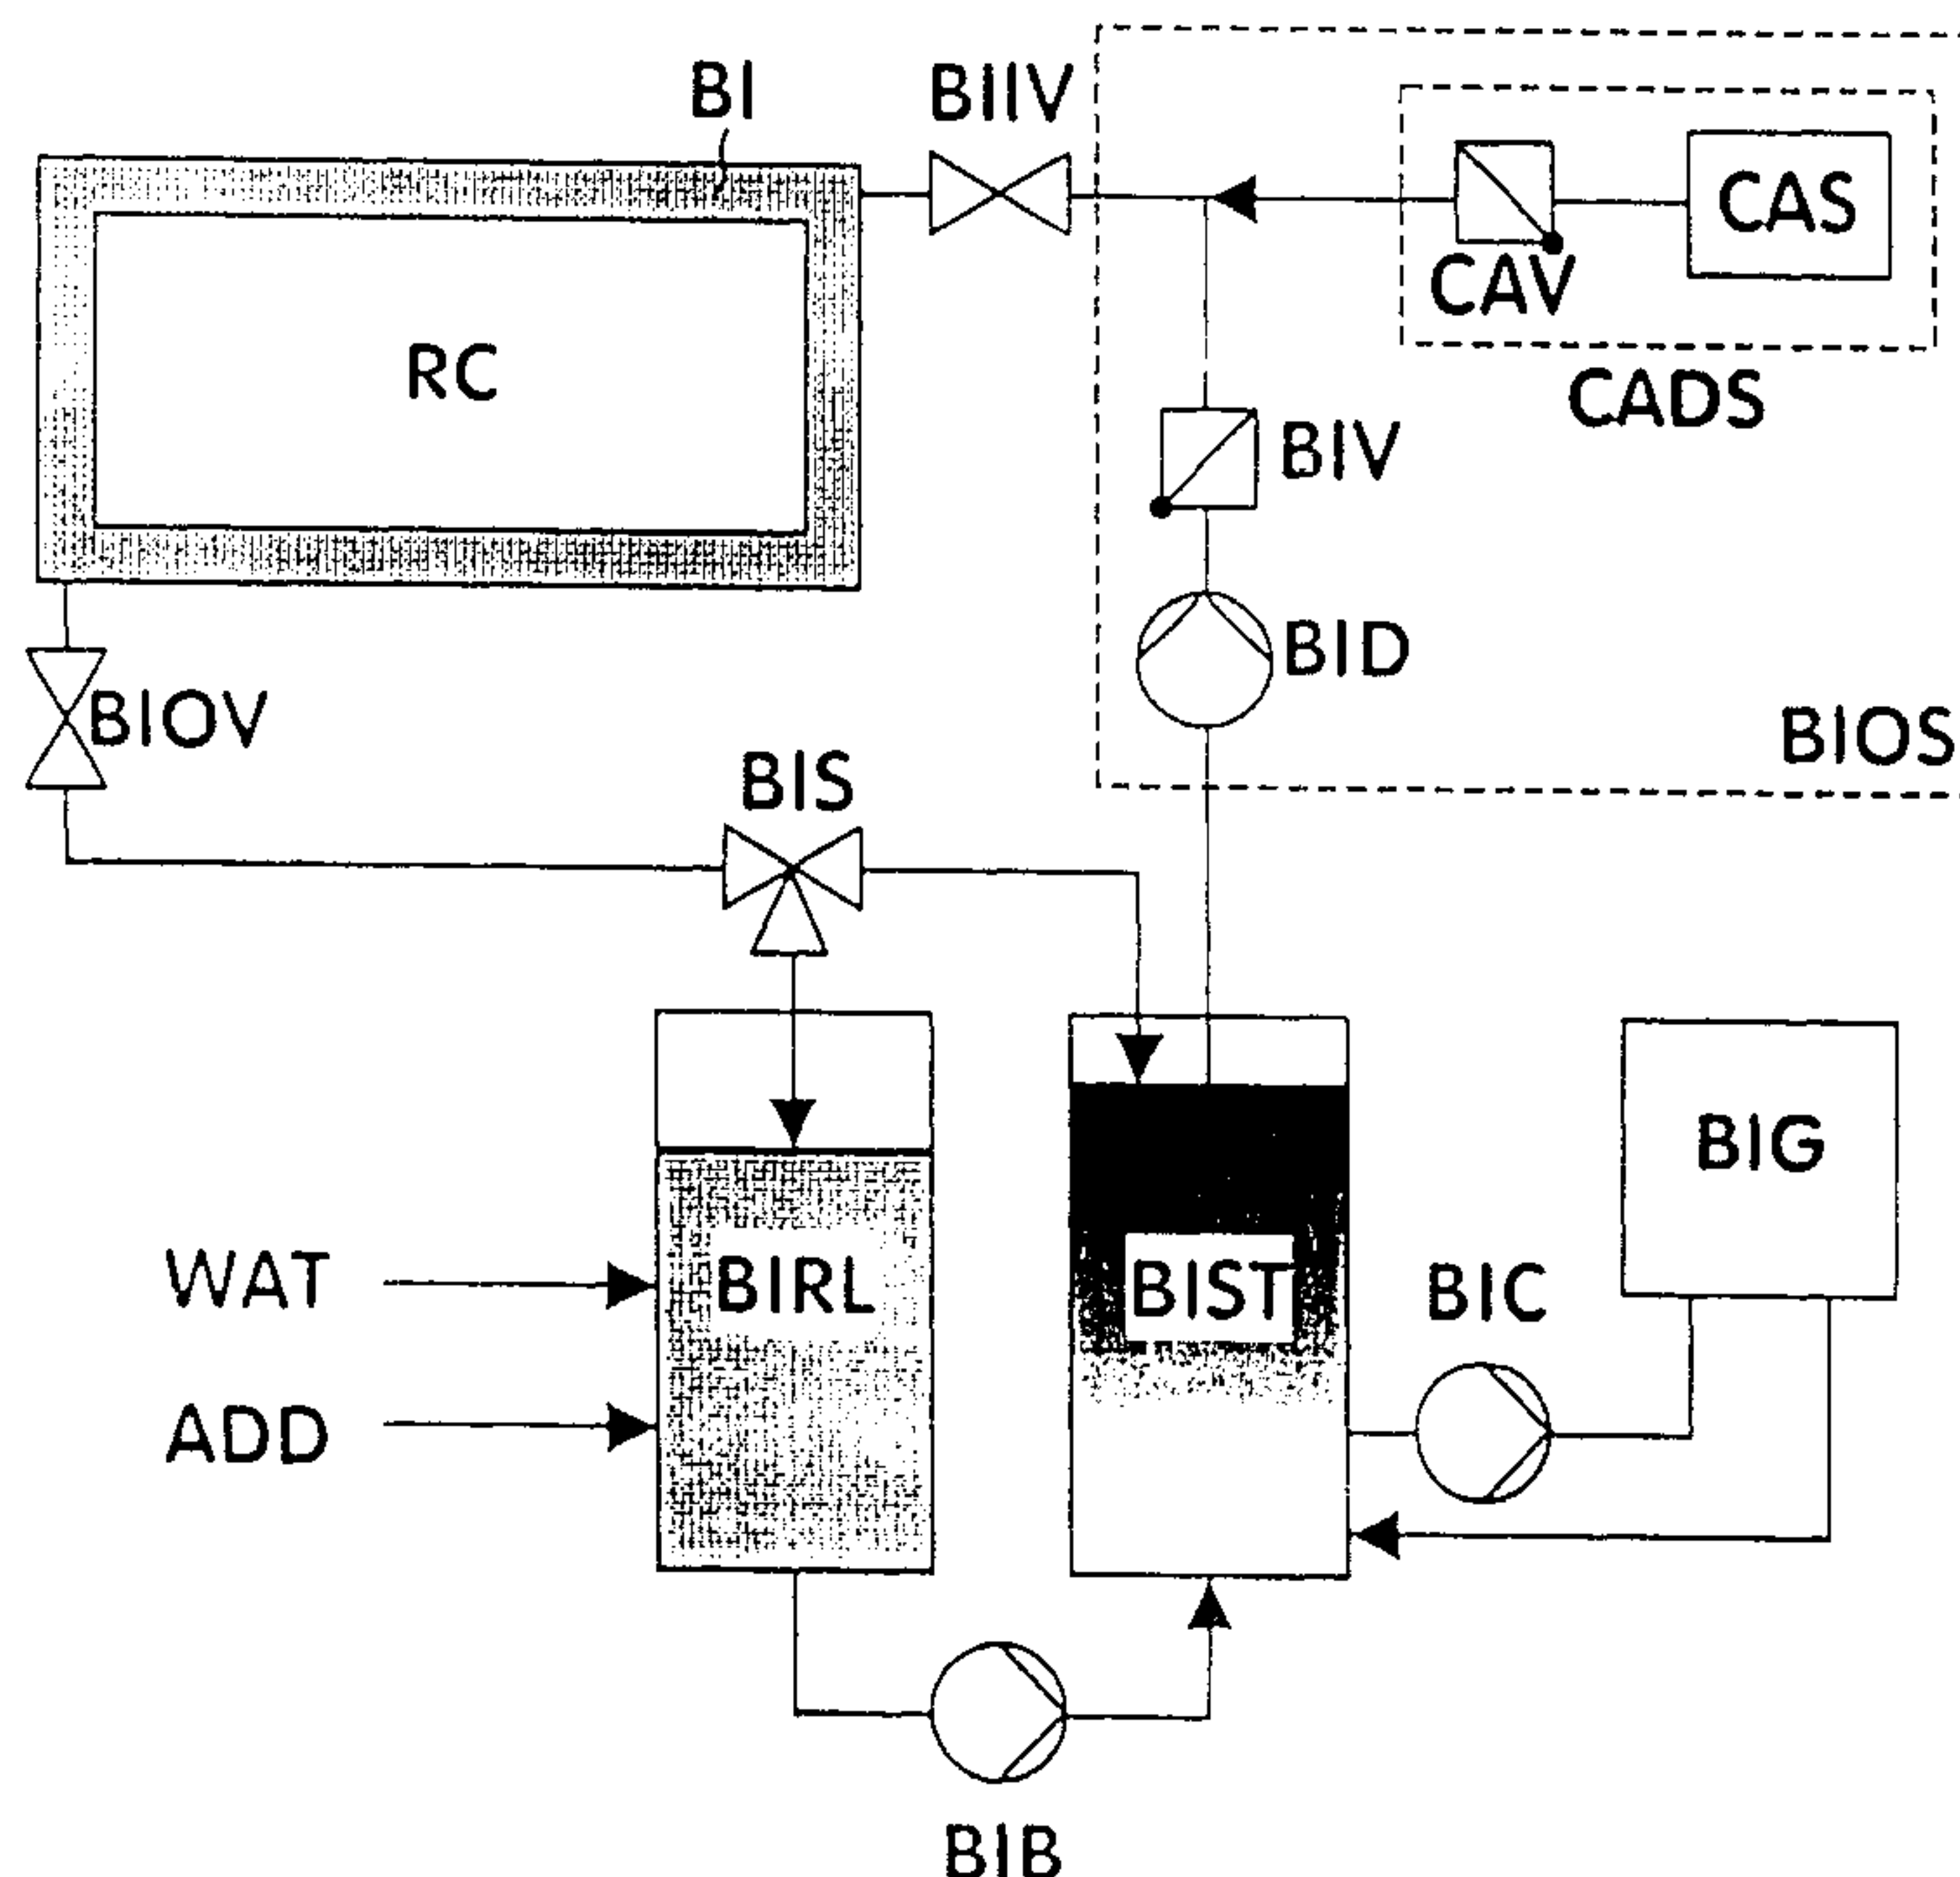 BI
BIIV
CAS
CAV
RC
CADS
BIV
BID
BIOV
BIOS
BIS
BIG
WAT
BIRL
BIST
BIC
ADD
BIB